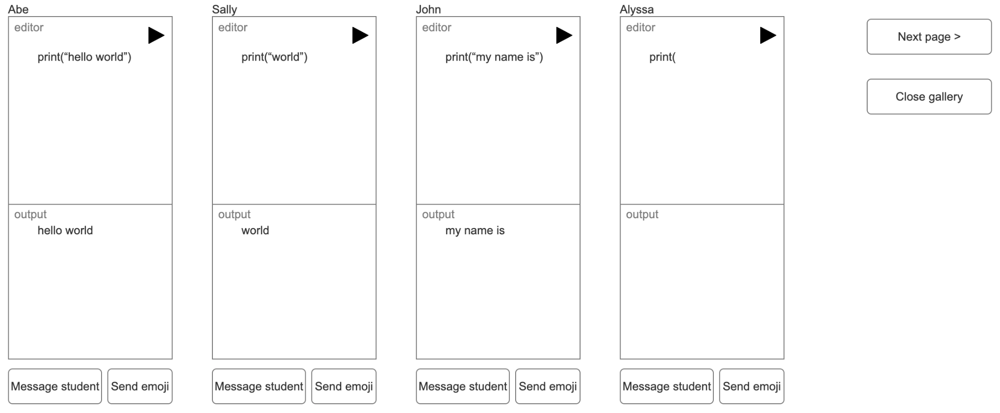 Abe
editor
print(“hello world”)
output
hello world
Message student
Send emoji
Sally
editor
print(“world”)
output
world
Message student
Send emoji
John
editor
print(“my name is”)
output
my name is
Message student
Send emoji
Alyssa
editor
print(
output
Message student
Send emoji
Next page >
Close gallery